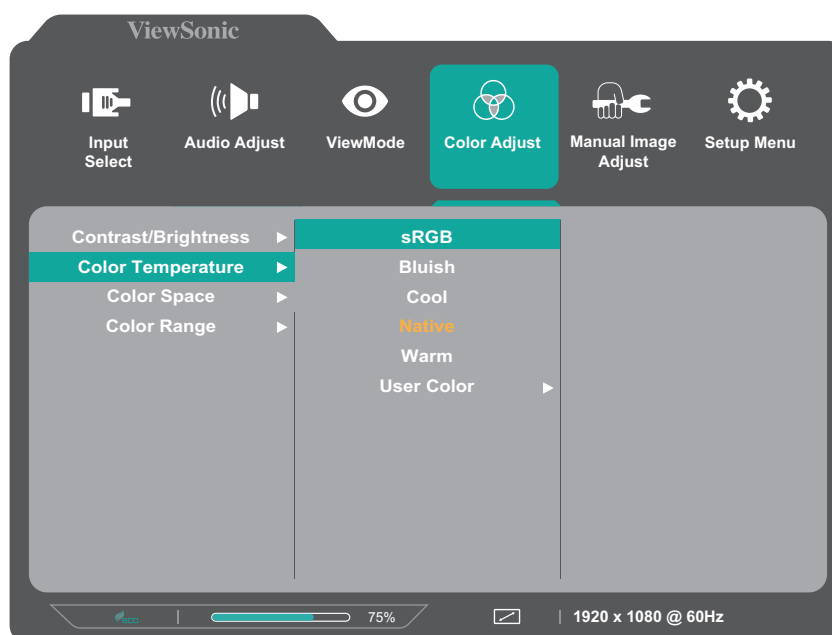 ViewSonic
Input
Select
Audio Adjust
ViewMode
Color Adjust
Manual Image
Adjust
Setup Menu
Contrast/Brightness
Color Temperature
Color Space
Color Range
sRGB
Bluish
Cool
Native
Warm
User Color
eco
75%
1920 x 1080 @ 60Hz